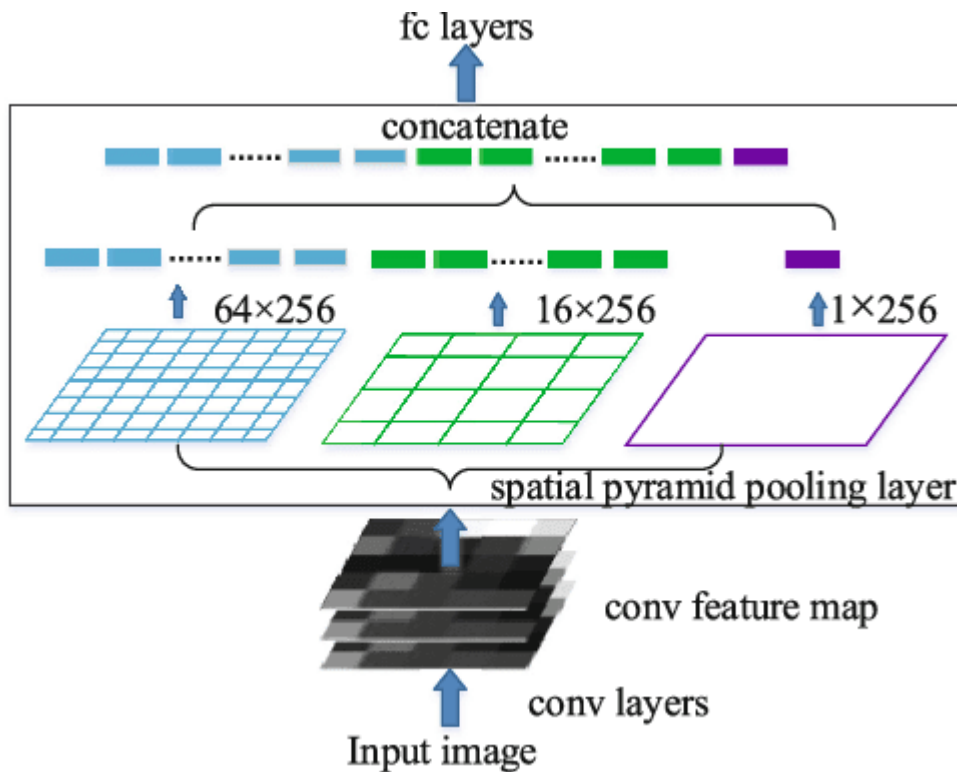 fc layers
concatenate
64×256
16×256
1×256
spatial pyramid pooling layer
conv feature map
conv layers
Input image